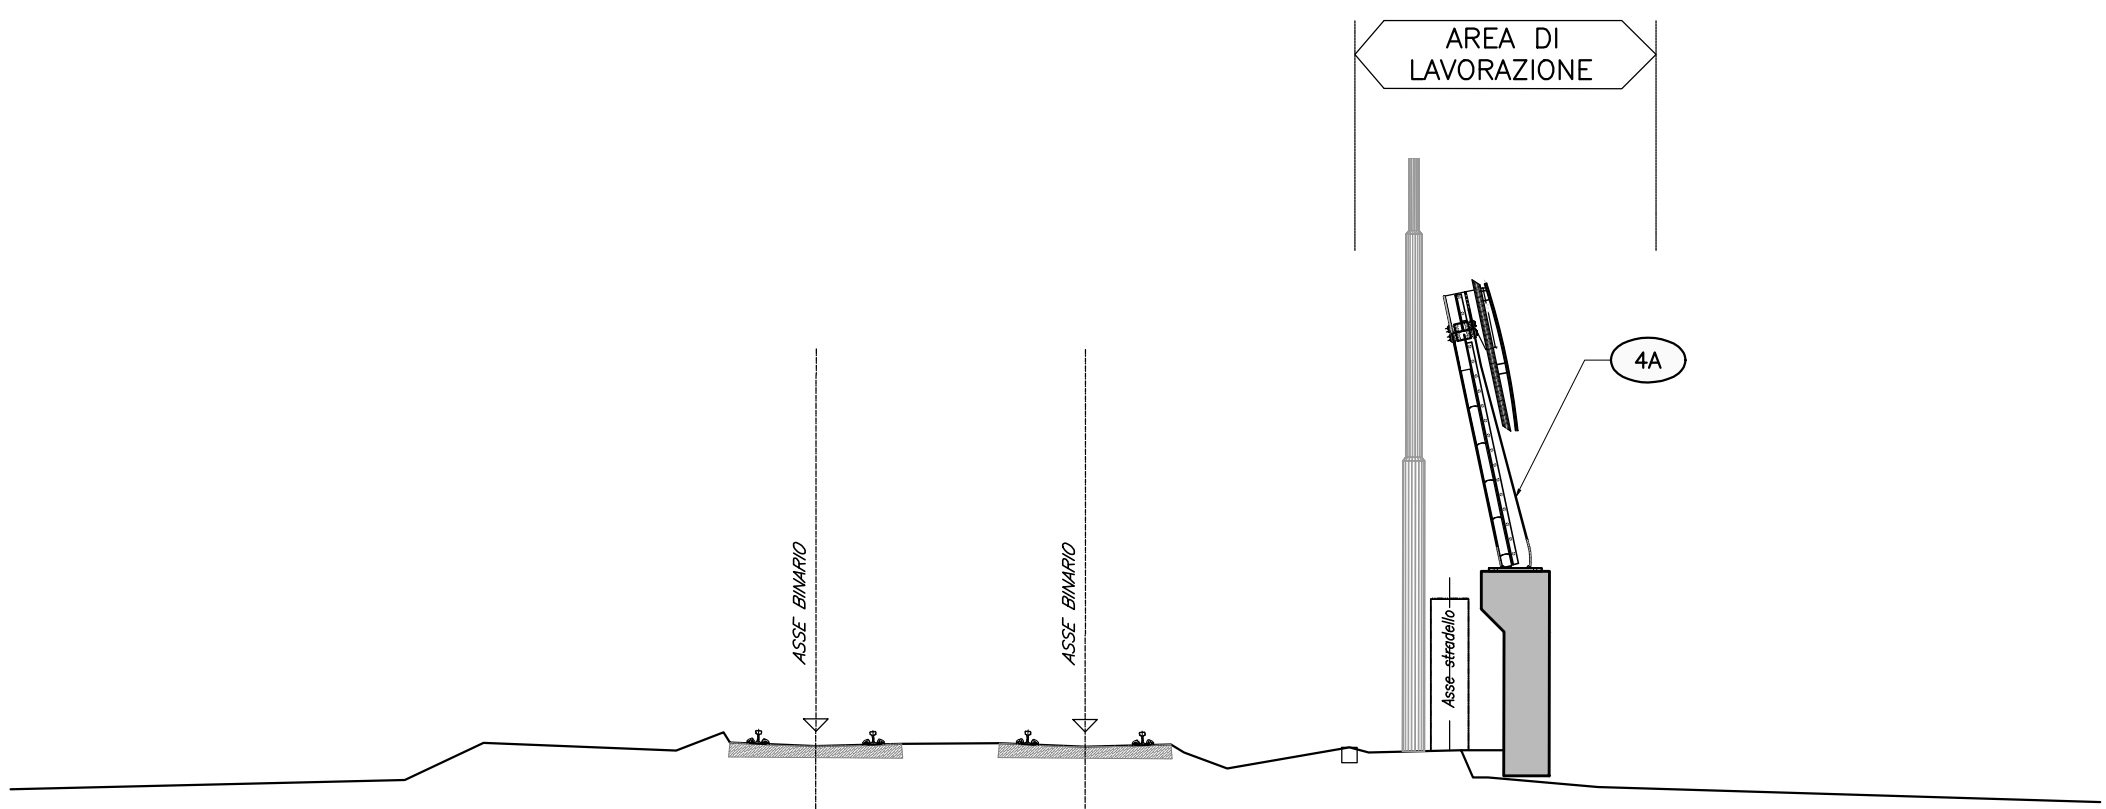 AREA DI
LAVORAZIONE
4A
ASSE BINARIO
ASSE BINARIO
Asse stradello